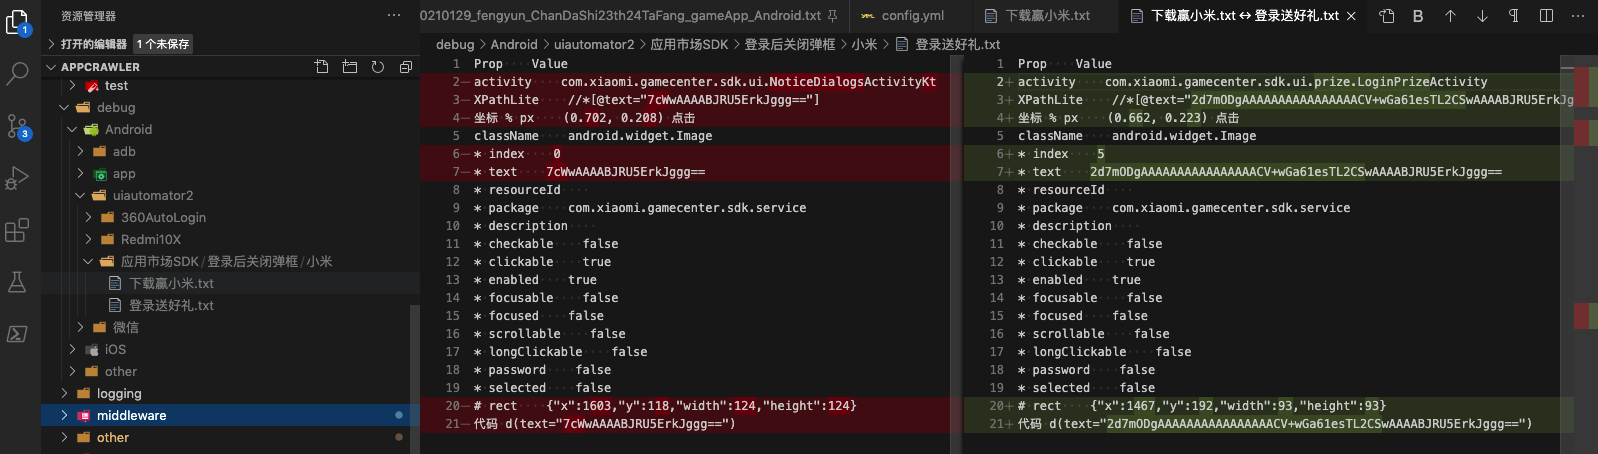 资源管理器
打开的编辑器 1 个未保存
APPCRAWLER
test
debug
Android
adb
app
uiautomator2
360AutoLogin
Redmi10X
应用市场SDK / 登录后关闭弹框 / 小米
下载赢小米.txt
登录送好礼.txt
微信
iOS
other
logging
middleware
other
1
3
0210129_fengyun_ChanDaShi23th24TaFang_gameApp_Android.txt
config.yml
下载赢小米.txt
下载赢小米.txt ↔ 登录送好礼.txt
debug > Android > uiautomator2 > 应用市场SDK > 登录后关闭弹框 > 小米 > 登录送好礼.txt
1 Prop Value
2 activity com.xiaomi.gamecenter.sdk.ui.NoticeDialogsActivityKt
3 XPathLite //*[@text="7cWwAAAABJRU5ErkJggg=="]
4 坐标 % px (0.702, 0.208) 点击
5 className android.widget.Image
6 * index 0
7 * text 7cWwAAAABJRU5ErkJggg==
8 * resourceId
9 * package com.xiaomi.gamecenter.sdk.service
10 * description
11 * checkable false
12 * clickable true
13 * enabled true
14 * focusable false
15 * focused false
16 * scrollable false
17 * longClickable false
18 * password false
19 * selected false
20 # rect {"x":1603,"y":118,"width":124,"height":124}
21 代码 d(text="7cWwAAAABJRU5ErkJggg==")
1 Prop Value
2 activity com.xiaomi.gamecenter.sdk.ui.prize.LoginPrizeActivity
3 XPathLite //*[@text="2d7mODgAAAAAAAAAAAAAAAACV+wGa61esTL2CSwAAAABJRU5ErkJgg
4 坐标 % px (0.662, 0.223) 点击
5 className android.widget.Image
6 * index 5
7 * text 2d7mODgAAAAAAAAAAAAAAAACV+wGa61esTL2CSwAAAABJRU5ErkJggg==
8 * resourceId
9 * package com.xiaomi.gamecenter.sdk.service
10 * description
11 * checkable false
12 * clickable true
13 * enabled true
14 * focusable false
15 * focused false
16 * scrollable false
17 * longClickable false
18 * password false
19 * selected false
20 # rect {"x":1467,"y":192,"width":93,"height":93}
21 代码 d(text="2d7mODgAAAAAAAAAAAAAAAACV+wGa61esTL2CSwAAAABJRU5ErkJggg==")